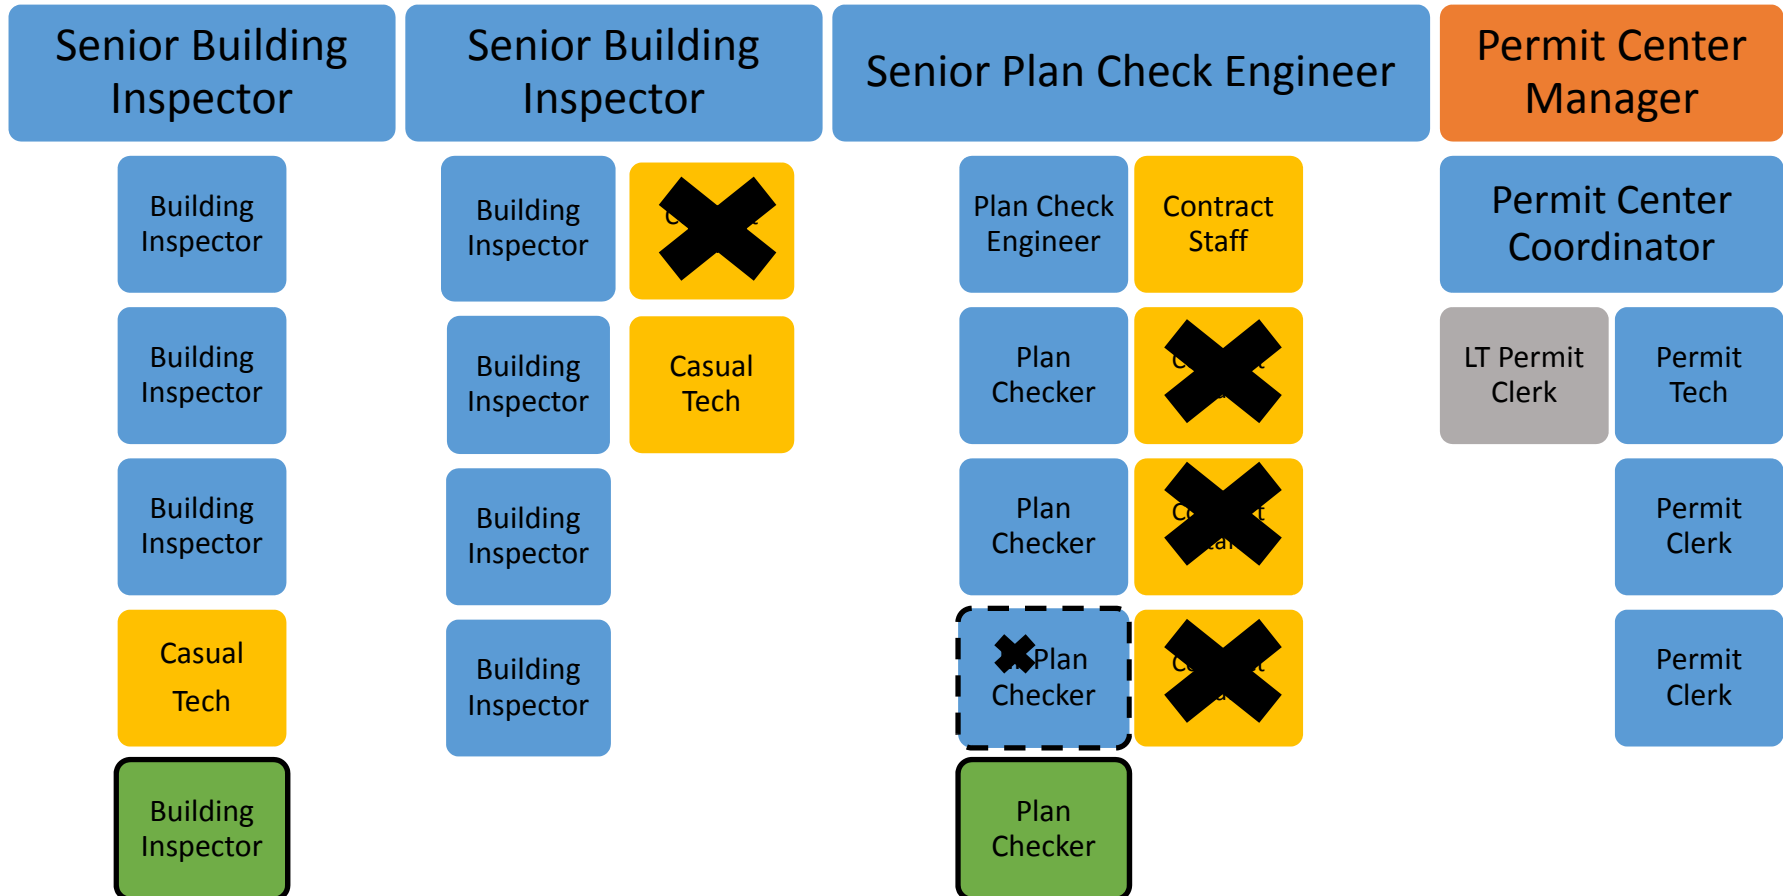 Senior Building
Inspector
Senior Building
Inspector
Senior Plan Check Engineer
Permit Center
Manager
Building
Inspector
Building
Inspector
Building
Inspector
Casual
Tech
Building
Inspector
Building
Inspector
Building
Inspector
Building
Inspector
Building
Inspector
Casual
Tech
Plan Check
Engineer
Plan
Checker
Plan
Checker
Plan
Checker
Plan
Checker
Contract
Staff
Permit Center
Coordinator
LT Permit
Clerk
Permit
Tech
Permit
Clerk
Permit
Clerk